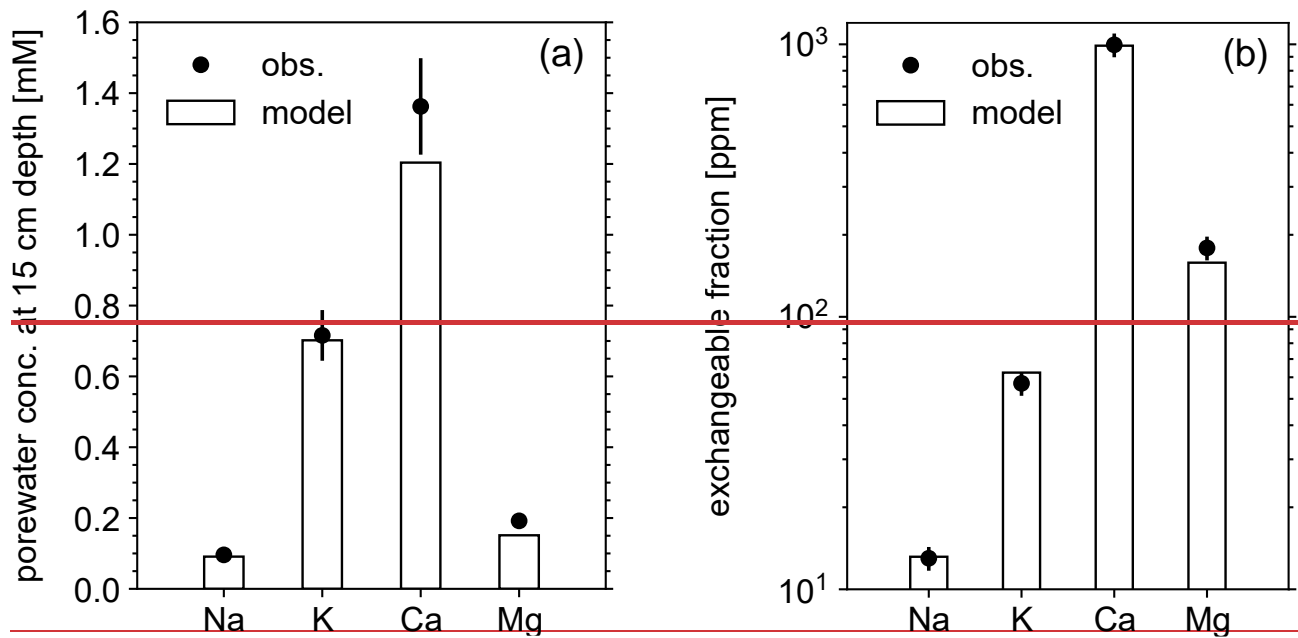 porewater conc. at 15 cm depth [mM]
1.6
1.4
1.2
1.0
0.8
0.6
0.4
0.2
0.0
obs.
model
(a)
Na K Ca Mg
exchangeable fraction [ppm]
10³
10²
10¹
obs.
model
(b)
Na K Ca Mg